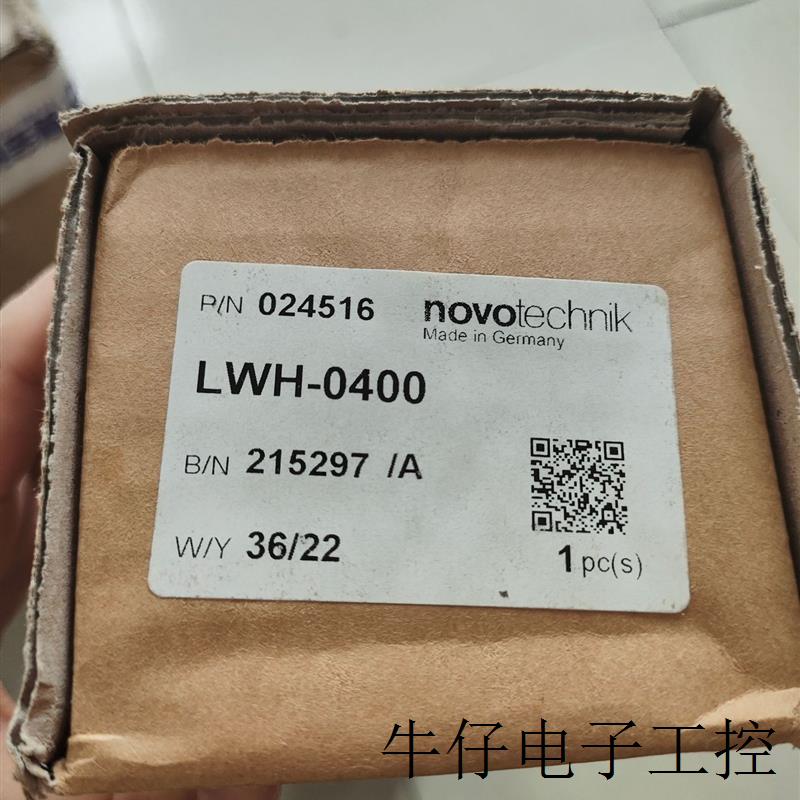 P/N 024516
novotechnik
Made in Germany
LWH-0400
B/N 215297 /A
W/Y 36/22
1 pc(s)
牛仔电子工控